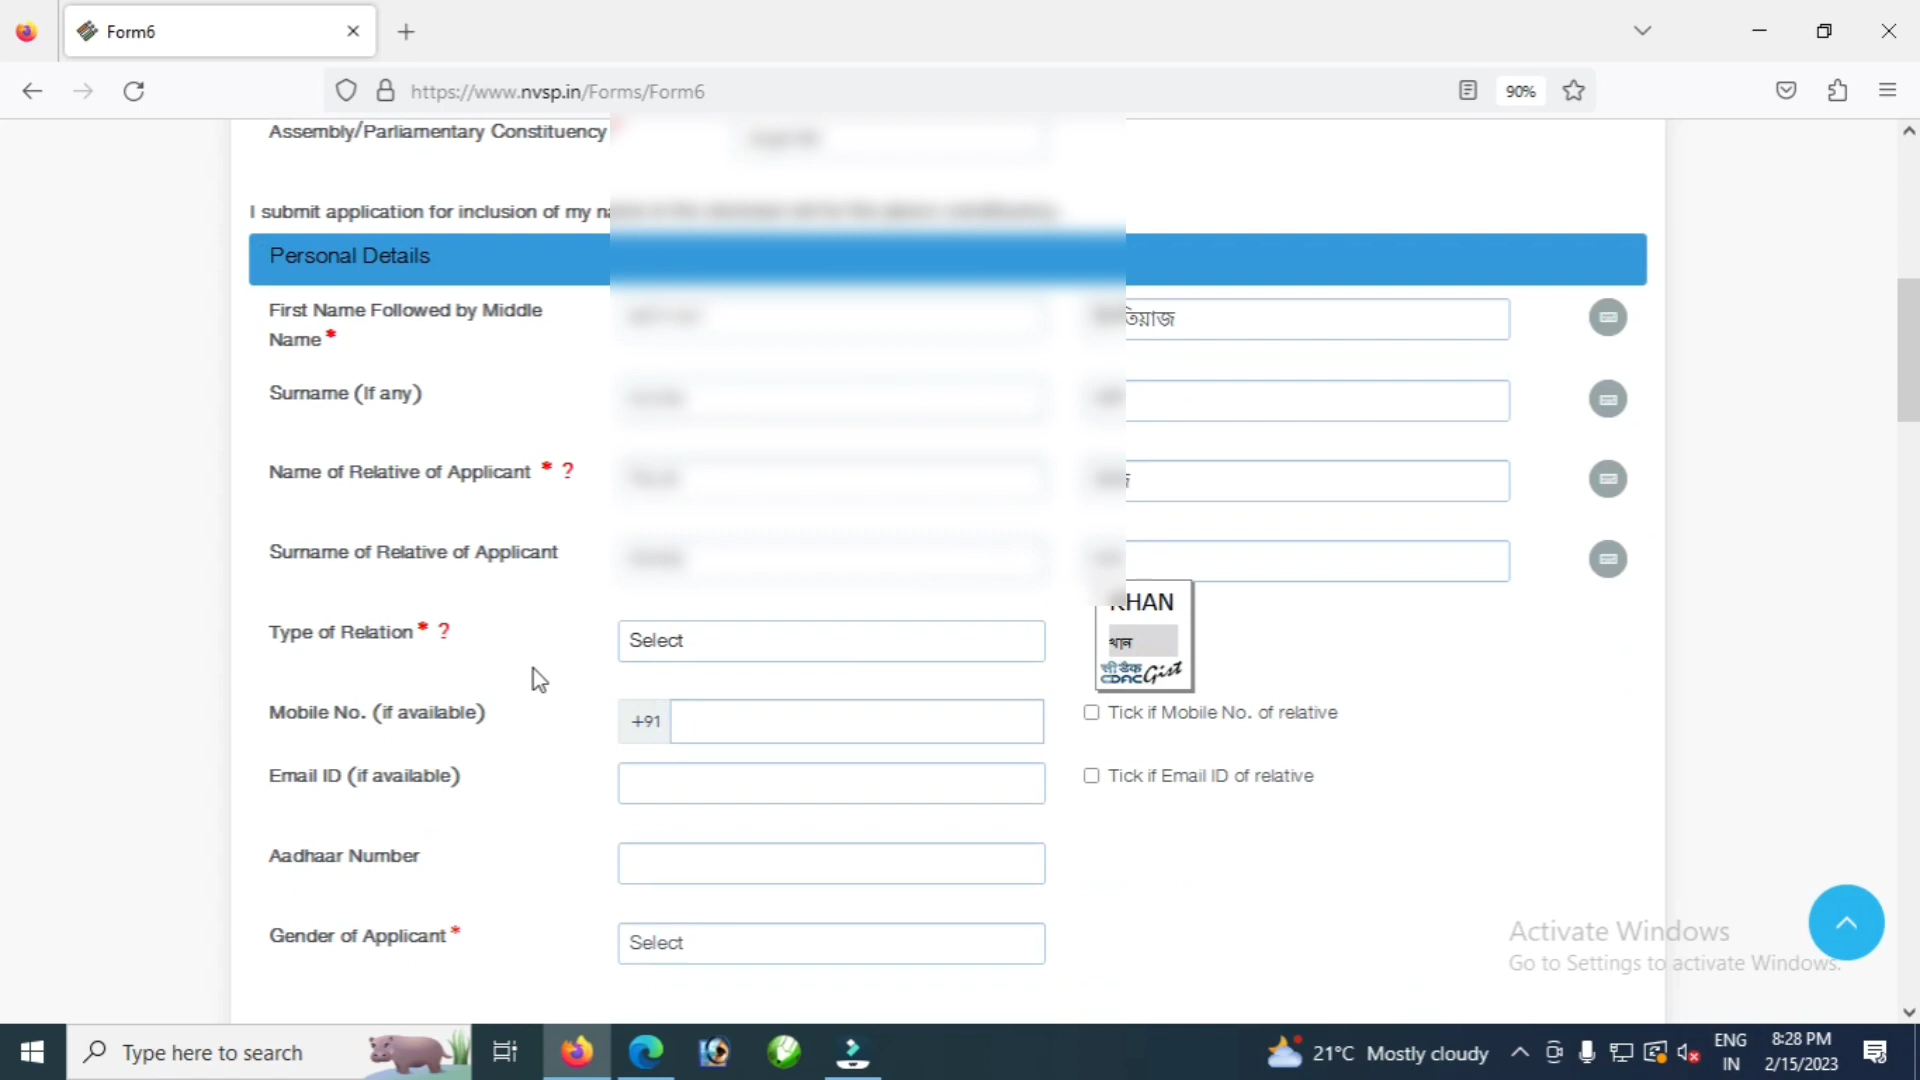 Form6
https://www.nvsp.in/Forms/Form6
90%
Assembly/Parliamentary Constituency
I submit application for inclusion of my
Personal Details
First Name Followed by Middle
Name *
Surname (If any)
Name of Relative of Applicant * ?
Surname of Relative of Applicant
KHAN
Type of Relation * ?
Select
খান
सी डैक
CDAC Gist
Mobile No. (if available)
+91
Tick if Mobile No. of relative
Email ID (if available)
Tick if Email ID of relative
Aadhaar Number
Gender of Applicant *
Select
Activate Windows
Go to Settings to activate Windows.
Type here to search
21°C Mostly cloudy
ENG
IN
8:28 PM
2/15/2023